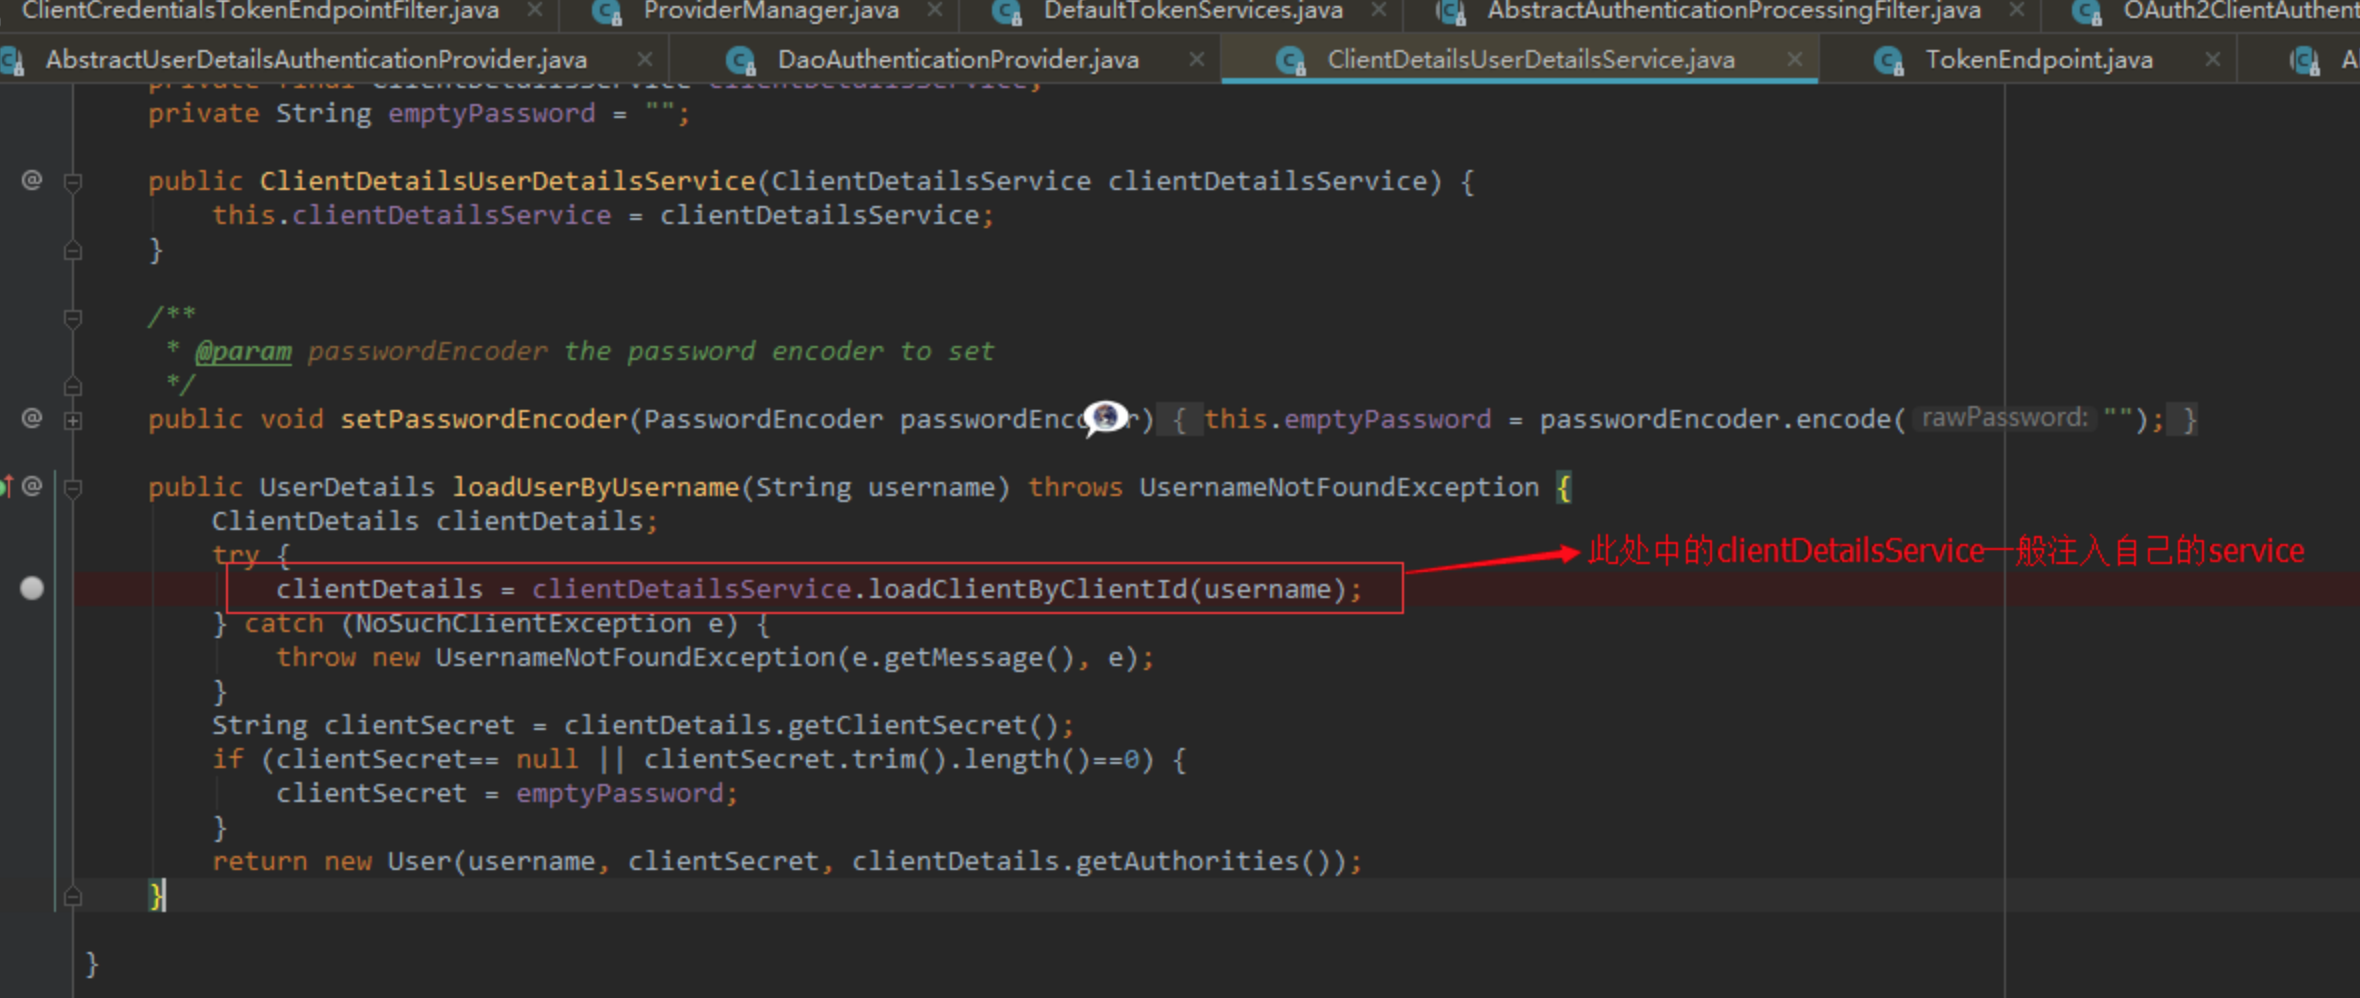 ClientCredentialsTokenEndpointFilter.java ProviderManager.java DefaultTokenServices.java AbstractAuthenticationProcessingFilter.java OAuth2ClientAuthent
AbstractUserDetailsAuthenticationProvider.java DaoAuthenticationProvider.java ClientDetailsUserDetailsService.java TokenEndpoint.java
private final ClientDetailsService clientDetailsService;
private String emptyPassword = "";
public ClientDetailsUserDetailsService(ClientDetailsService clientDetailsService) {
this.clientDetailsService = clientDetailsService;
}
/**
* @param passwordEncoder the password encoder to set
*/
public void setPasswordEncoder(PasswordEncoder passwordEnc r) { this.emptyPassword = passwordEncoder.encode( rawPassword: ""); }
public UserDetails loadUserByUsername(String username) throws UsernameNotFoundException {
ClientDetails clientDetails;
try {
此处中的clientDetailsService一般注入自己的service
clientDetails = clientDetailsService.loadClientByClientId(username);
} catch (NoSuchClientException e) {
throw new UsernameNotFoundException(e.getMessage(), e);
}
String clientSecret = clientDetails.getClientSecret();
if (clientSecret== null || clientSecret.trim().length()==0) {
clientSecret = emptyPassword;
}
return new User(username, clientSecret, clientDetails.getAuthorities());
}
}